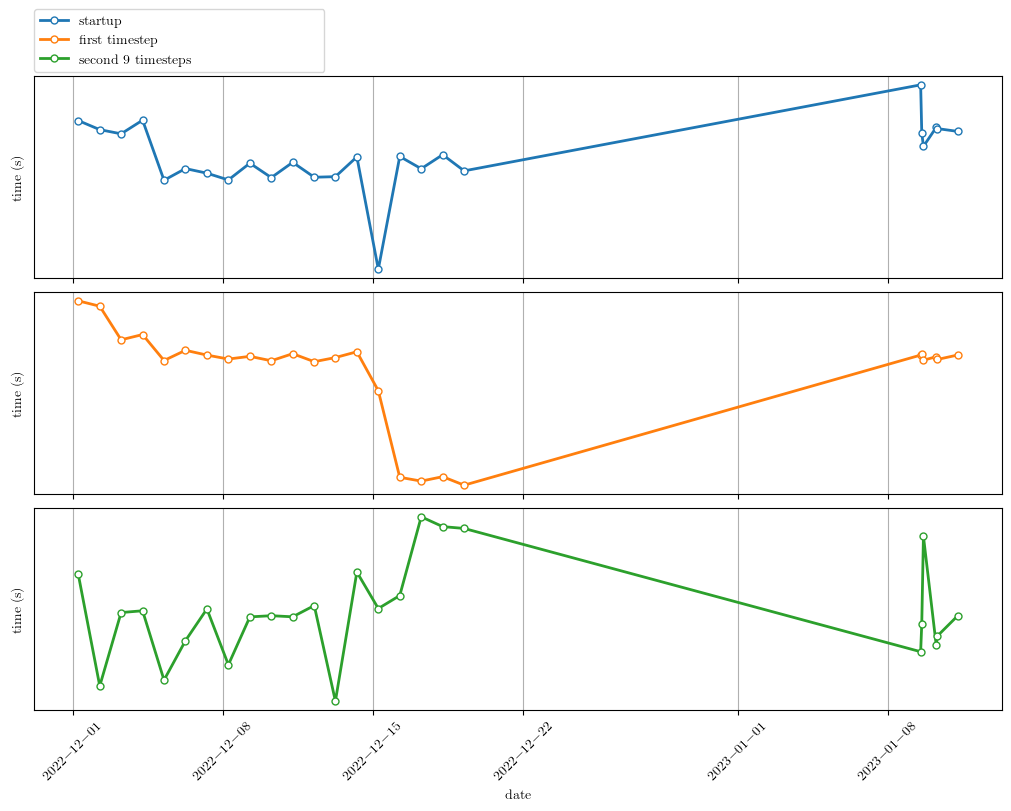 startup
first timestep
second 9 timesteps
time (s)
time (s)
time (s)
2022−12−01
2022−12−08
2022−12−15
2022−12−22
2023−01−01
2023−01−08
date